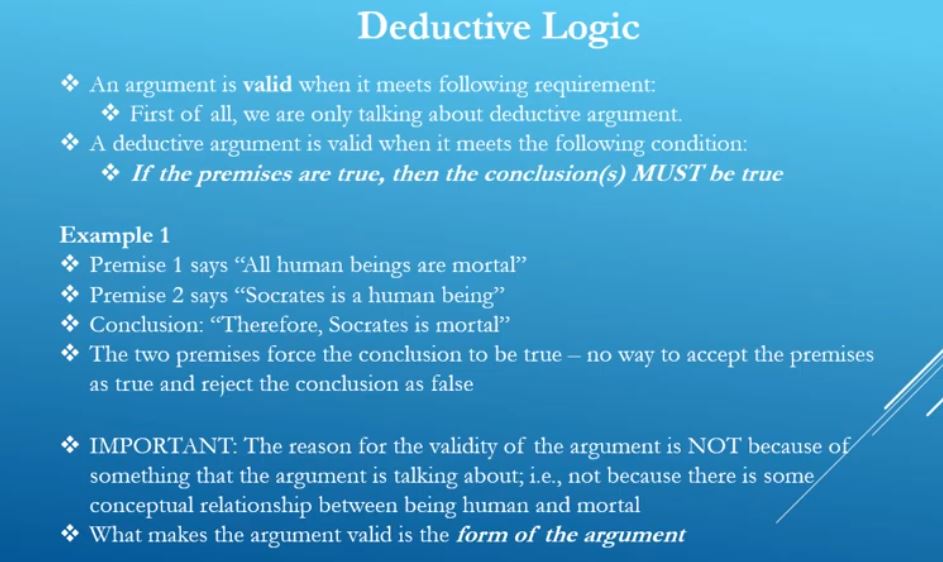 Deductive Logic
❖ An argument is valid when it meets following requirement:
❖ First of all, we are only talking about deductive argument.
❖ A deductive argument is valid when it meets the following condition:
❖ If the premises are true, then the conclusion(s) MUST be true
Example 1
❖ Premise 1 says “All human beings are mortal”
❖ Premise 2 says “Socrates is a human being”
❖ Conclusion: “Therefore, Socrates is mortal”
❖ The two premises force the conclusion to be true – no way to accept the premises
as true and reject the conclusion as false
❖ IMPORTANT: The reason for the validity of the argument is NOT because of
something that the argument is talking about; i.e., not because there is some
conceptual relationship between being human and mortal
❖ What makes the argument valid is the form of the argument